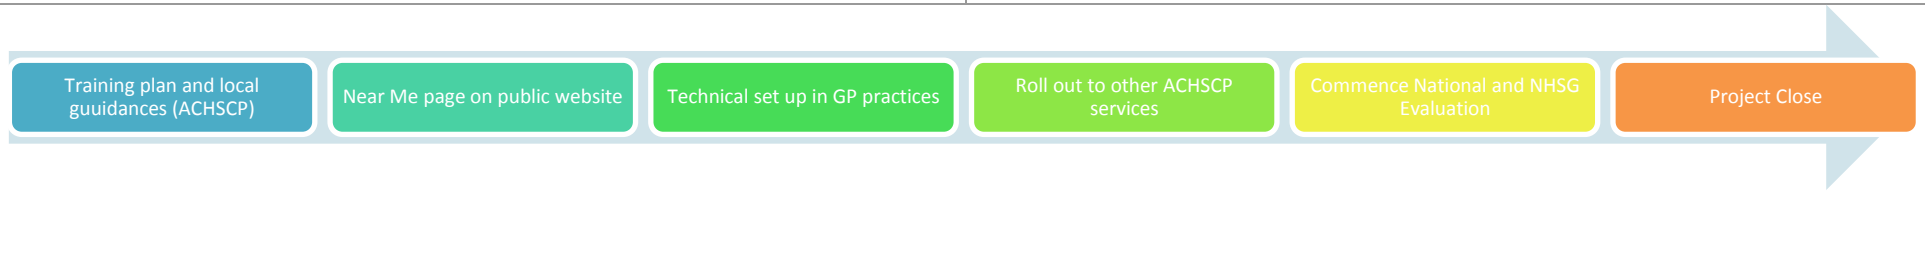 Training plan and local
guuidances (ACHSCP)
Near Me page on public website
Technical set up in GP practices
Roll out to other ACHSCP
services
Commence National and NHSG
Evaluation
Project Close